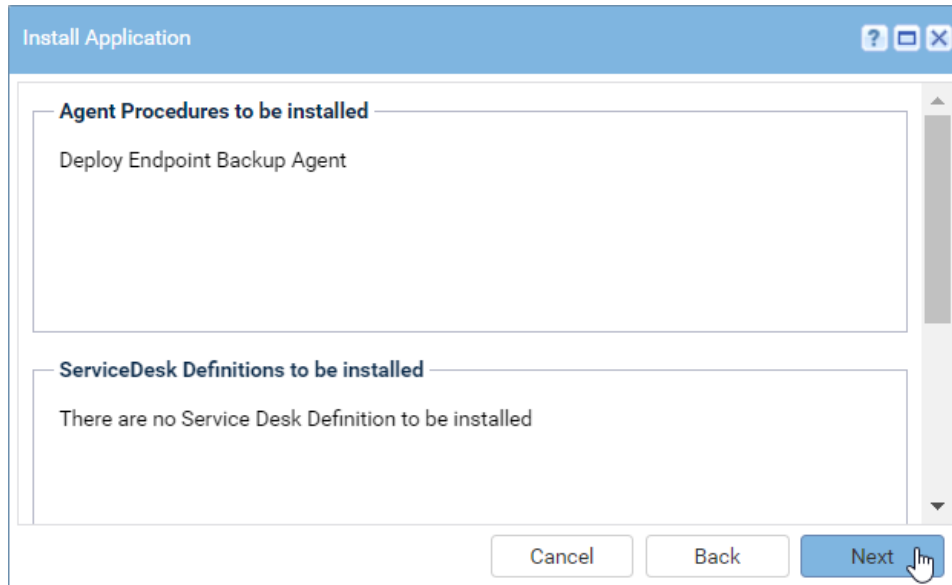 Install Application
?
Agent Procedures to be installed
Deploy Endpoint Backup Agent
ServiceDesk Definitions to be installed
There are no Service Desk Definition to be installed
Cancel Back Next